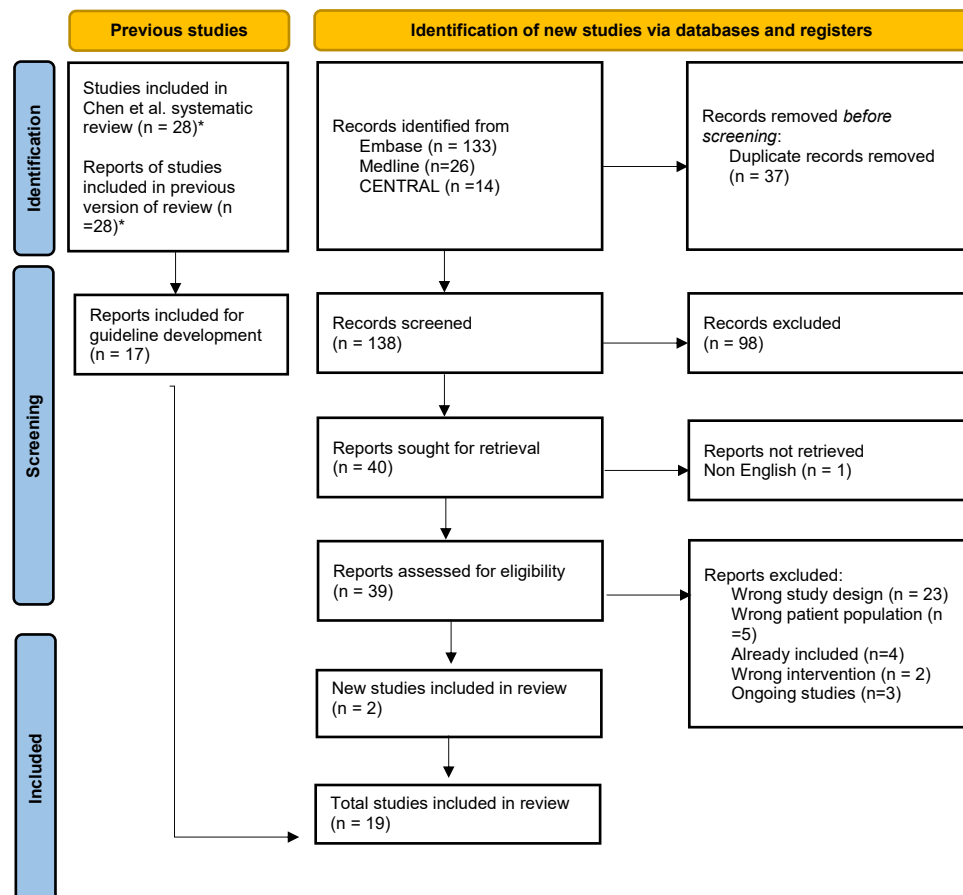 Previous studies
Identification of new studies via databases and registers
Identification
Studies included in
Chen et al. systematic
review (n = 28)*
Reports of studies
included in previous
version of review (n
=28)*
Records identified from
Embase (n = 133)
Medline (n=26)
CENTRAL (n =14)
Records removed before
screening:
Duplicate records removed
(n = 37)
Screening
Reports included for
guideline development
(n = 17)
Records screened
(n = 138)
Records excluded
(n = 98)
Reports sought for retrieval
(n = 40)
Reports not retrieved
Non English (n = 1)
Reports assessed for eligibility
(n = 39)
Reports excluded:
Wrong study design (n = 23)
Wrong patient population (n
=5)
Already included (n=4)
Wrong intervention (n = 2)
Ongoing studies (n=3)
Included
New studies included in review
(n = 2)
Total studies included in review
(n = 19)